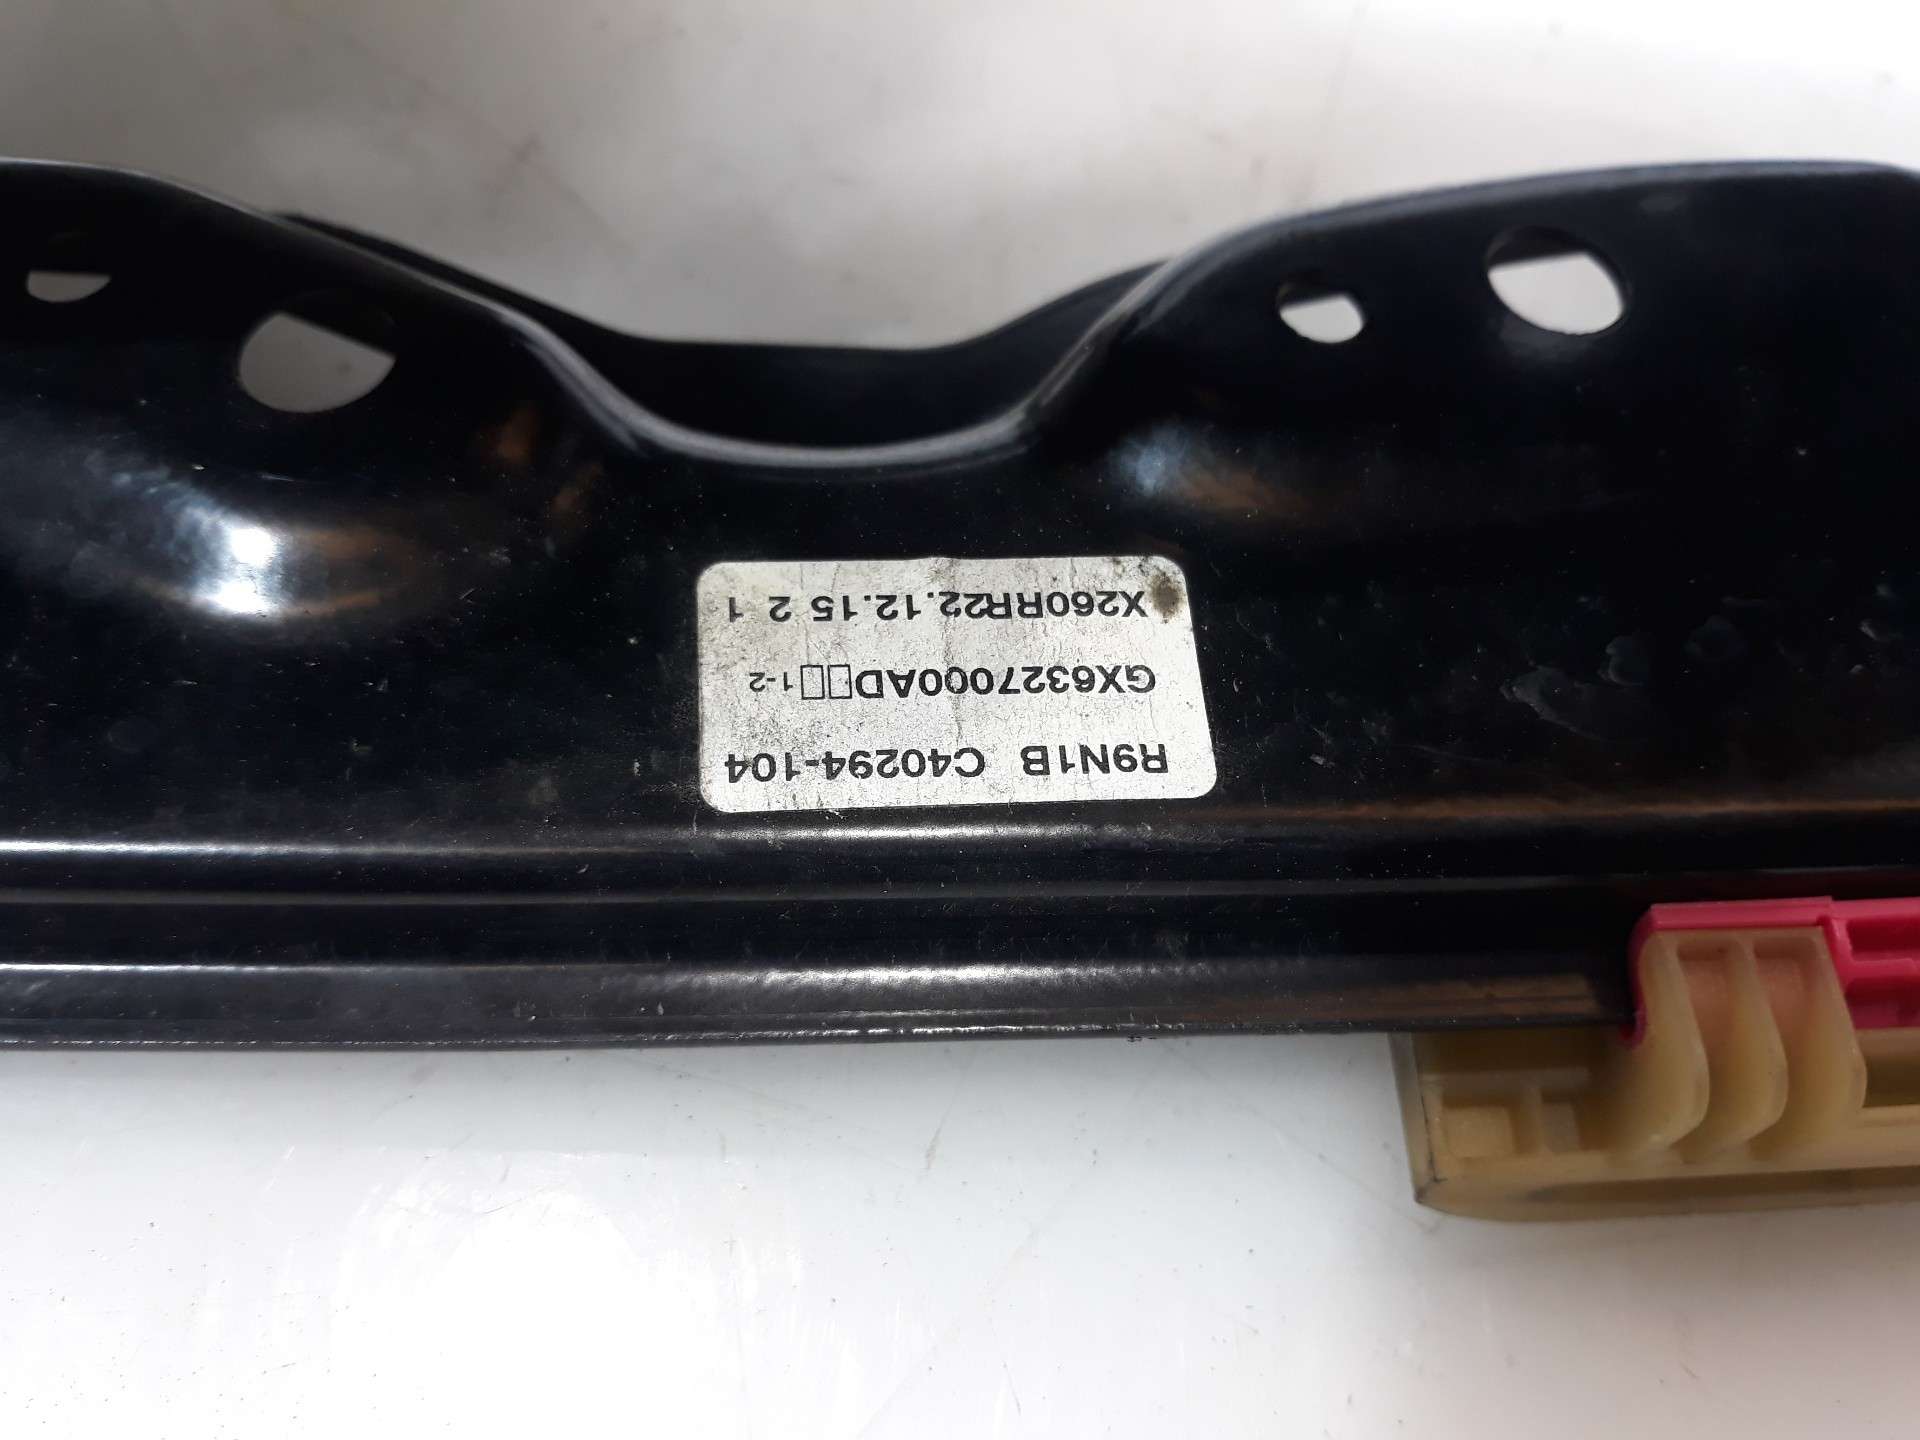 R9N1B C40294-104
GX6327000AD□□1-2
X260RR22.12.15 2 1